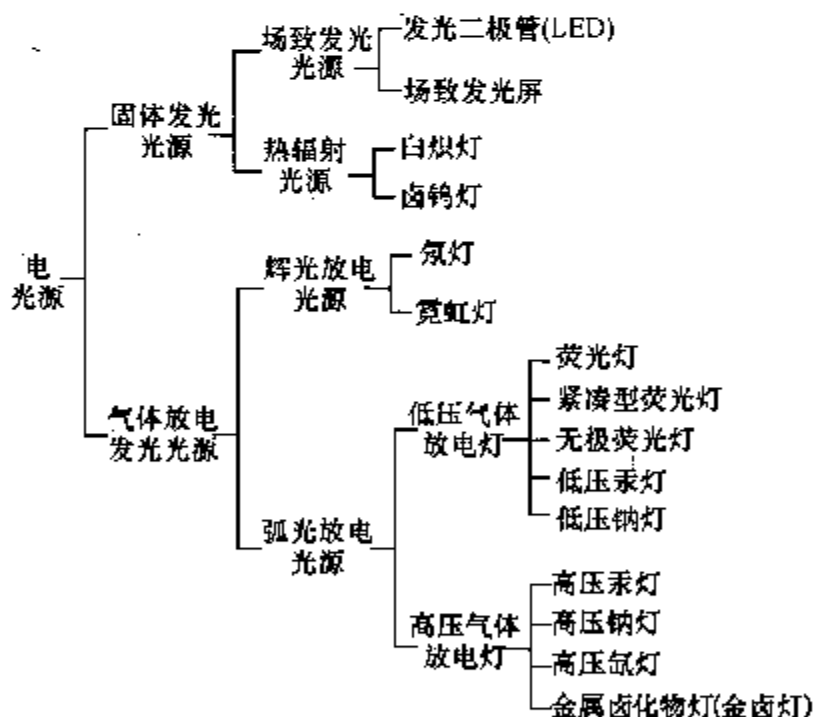 电
光源
固体发光
光源
场致发光
光源
发光二极管(LED)
场致发光屏
热辐射
光源
白炽灯
卤钨灯
气体放电
发光光源
辉光放电
光源
氖灯
霓虹灯
弧光放电
光源
低压气体
放电灯
荧光灯
紧凑型荧光灯
无极荧光灯
低压汞灯
低压钠灯
高压气体
放电灯
高压汞灯
高压钠灯
高压氙灯
金属卤化物灯(金卤灯)